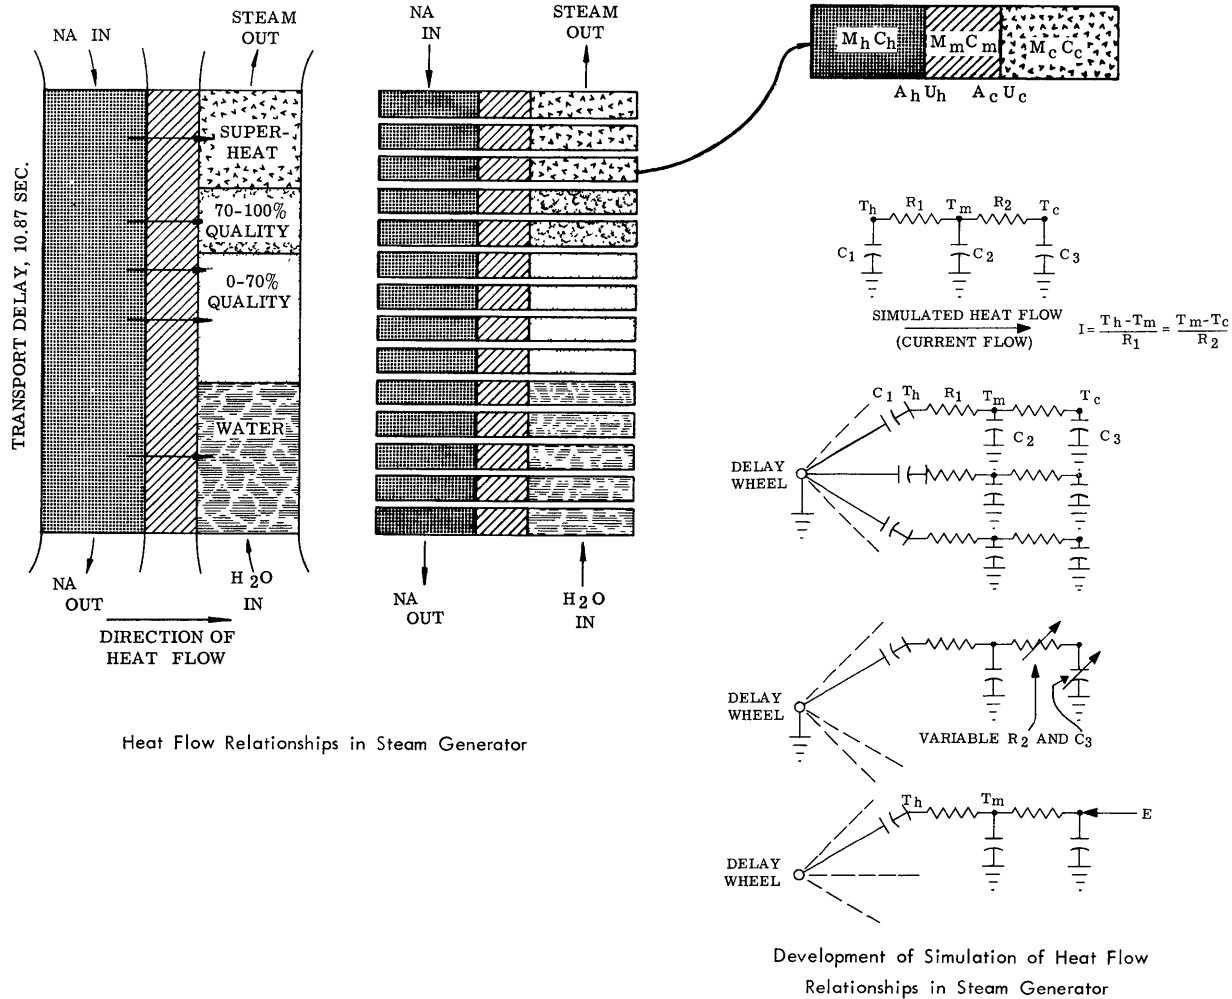 NA IN
STEAM
OUT
TRANSPORT DELAY, 10.87 SEC.
SUPER-
HEAT
70-100%
QUALITY
0-70%
QUALITY
WATER
NA
OUT
H2O
IN
DIRECTION OF
HEAT FLOW
Heat Flow Relationships in Steam Generator
NA
IN
STEAM
OUT
NA
OUT
H2O
IN
MhCh MmCm McCc
AhUh AcUc
Th R1 Tm R2 Tc
C1 C2 C3
SIMULATED HEAT FLOW
(CURRENT FLOW)
I = Th-Tm / R1 = Tm-Tc / R2
C1 Th R1 Tm Tc
C2 C3
DELAY
WHEEL
DELAY
WHEEL
VARIABLE R2 AND C3
Th Tm
E
DELAY
WHEEL
Development of Simulation of Heat Flow
Relationships in Steam Generator